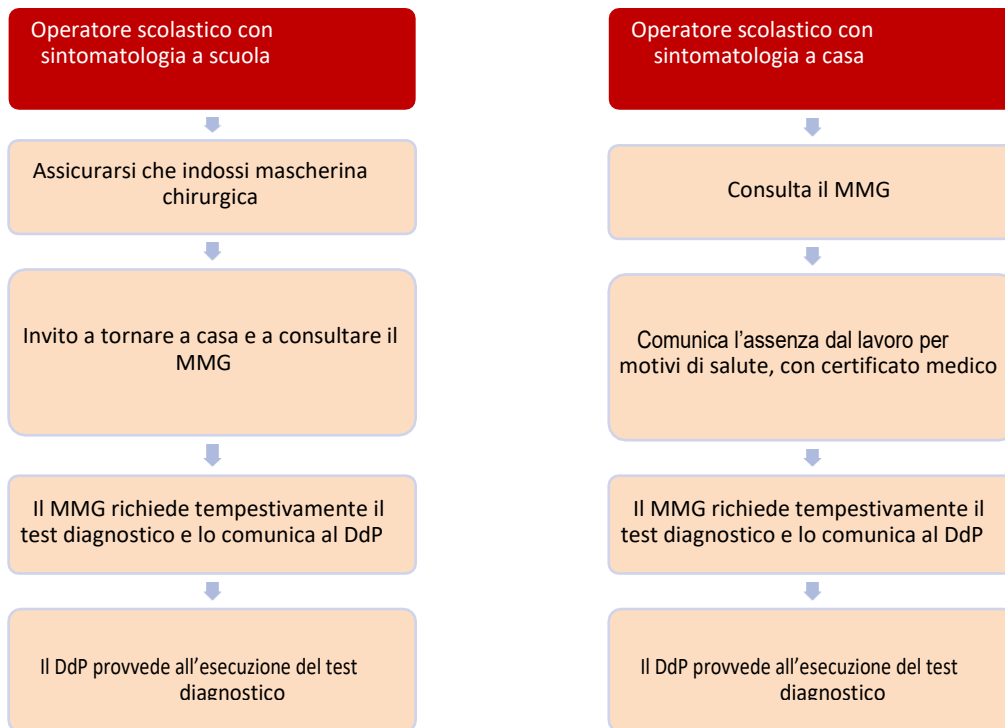 Operatore scolastico con
sintomatologia a scuola
Assicurarsi che indossi mascherina
chirurgica
Invito a tornare a casa e a consultare il
MMG
Il MMG richiede tempestivamente il
test diagnostico e lo comunica al DdP
Il DdP provvede all’esecuzione del test
diagnostico
Operatore scolastico con
sintomatologia a casa
Consulta il MMG
Comunica l’assenza dal lavoro per
motivi di salute, con certificato medico
Il MMG richiede tempestivamente il
test diagnostico e lo comunica al DdP
Il DdP provvede all’esecuzione del test
diagnostico